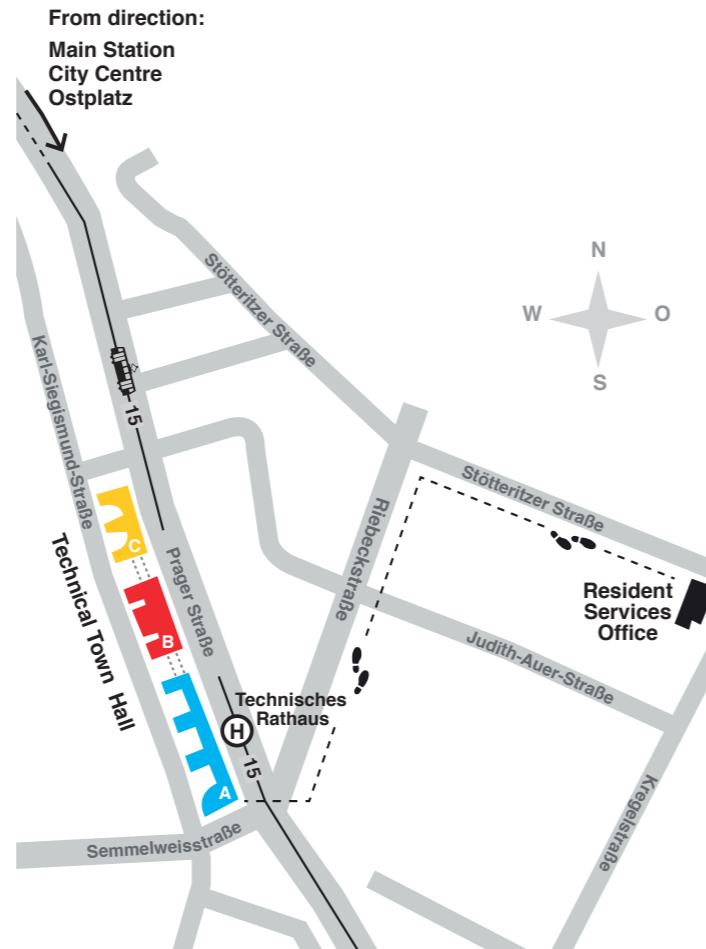 From direction:
Main Station
City Centre
Ostplatz
N
W
O
S
Stötteritzer Straße
Karl-Siegismund-Straße
15
Stötteritzer Straße
C
Riebeckstraße
Prager Straße
Technical Town Hall
B
Resident
Services
Office
Judith-Auer-Straße
Technisches
Rathaus
H
15
A
Kregelstraße
Semmelweisstraße